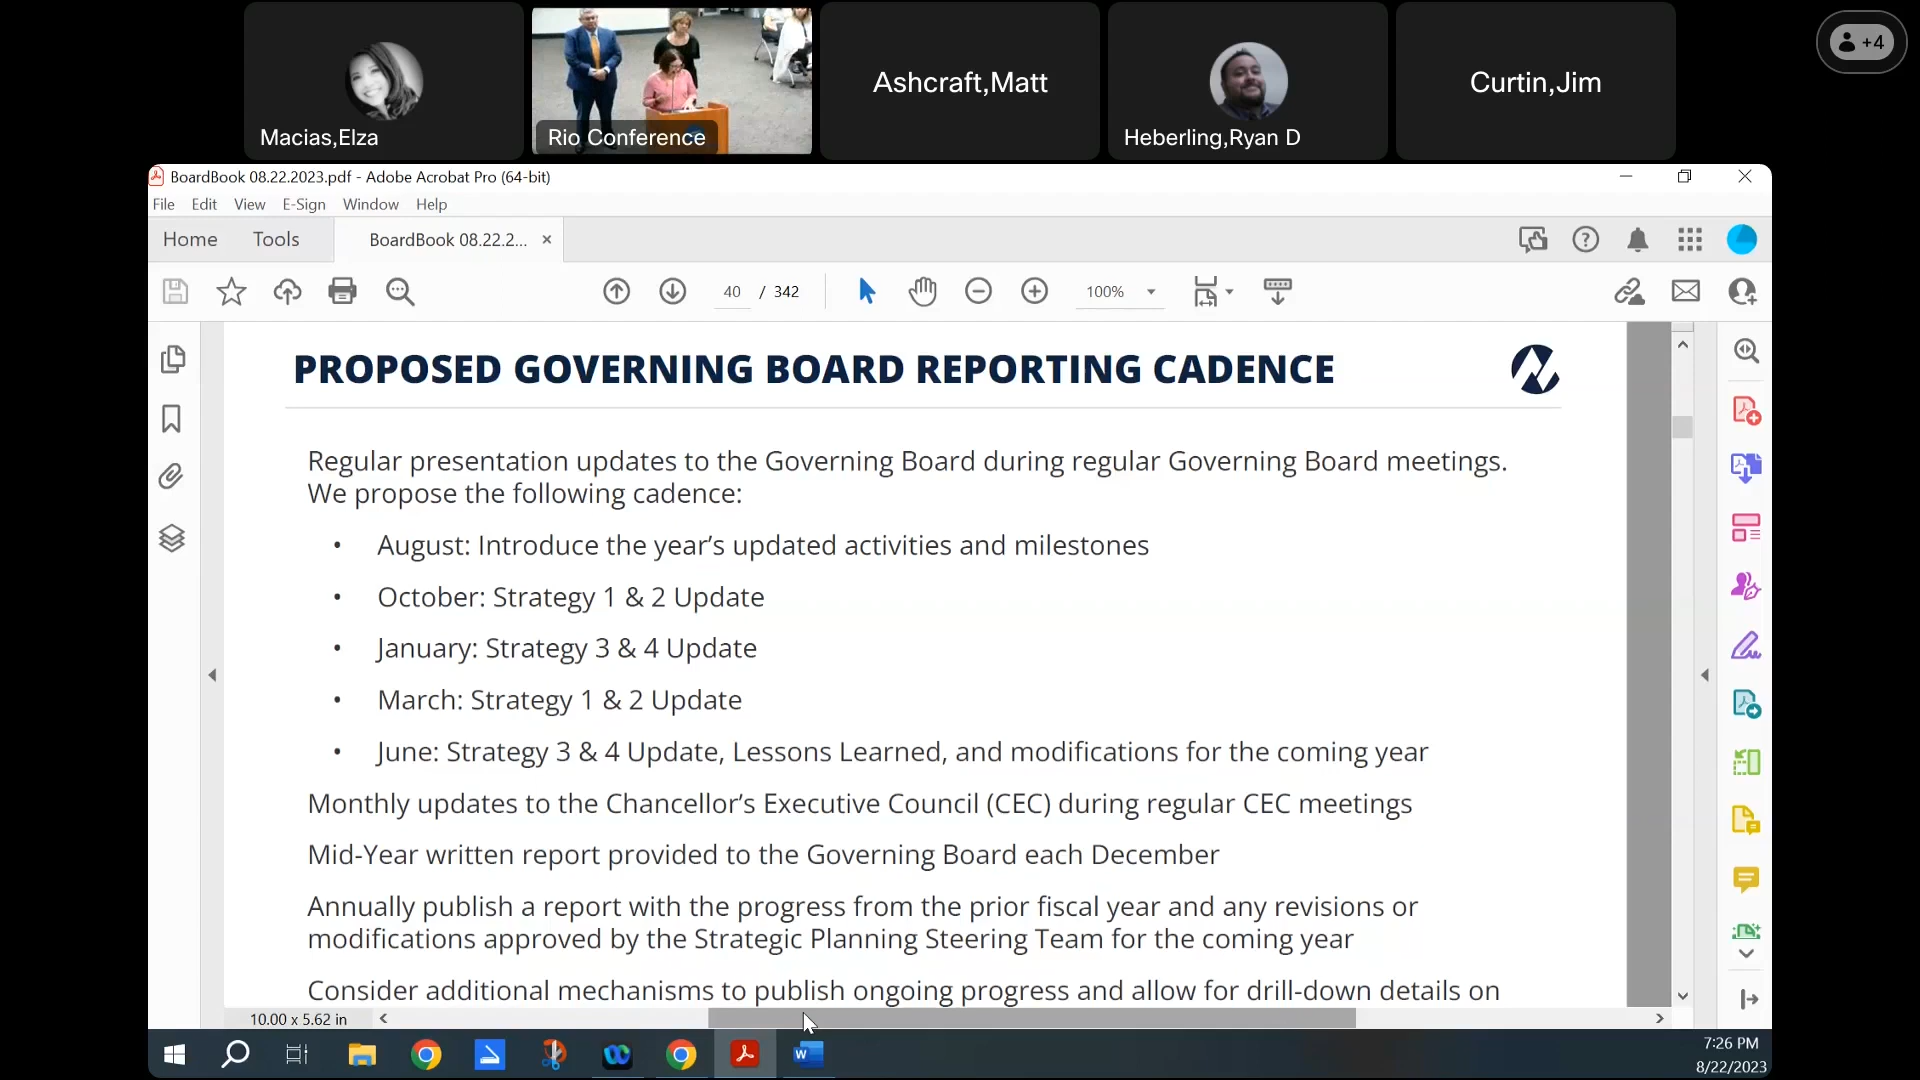 +4
Ashcraft,Matt
Curtin,Jim
Macias,Elza
Rio Conference
Heberling,Ryan D
BoardBook 08.22.2023.pdf - Adobe Acrobat Pro (64-bit)
File Edit View E-Sign Window Help
Home Tools BoardBook 08.22.2... ×
40 / 342 100%
PROPOSED GOVERNING BOARD REPORTING CADENCE
Regular presentation updates to the Governing Board during regular Governing Board meetings.
We propose the following cadence:
• August: Introduce the year’s updated activities and milestones
• October: Strategy 1 & 2 Update
• January: Strategy 3 & 4 Update
• March: Strategy 1 & 2 Update
• June: Strategy 3 & 4 Update, Lessons Learned, and modifications for the coming year
Monthly updates to the Chancellor’s Executive Council (CEC) during regular CEC meetings
Mid-Year written report provided to the Governing Board each December
Annually publish a report with the progress from the prior fiscal year and any revisions or
modifications approved by the Strategic Planning Steering Team for the coming year
Consider additional mechanisms to publish ongoing progress and allow for drill-down details on
10.00 x 5.62 in
7:26 PM
8/22/2023